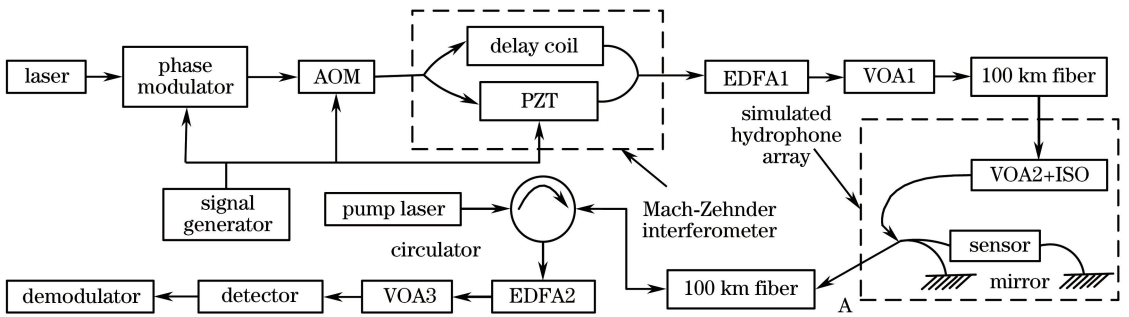 delay coil
laser
phase
modulator
AOM
PZT
EDFA1
VOA1
100 km fiber
simulated
hydrophone
array
VOA2+ISO
signal
generator
pump laser
circulator
Mach-Zehnder
interferometer
sensor
mirror
demodulator
detector
VOA3
EDFA2
100 km fiber
A